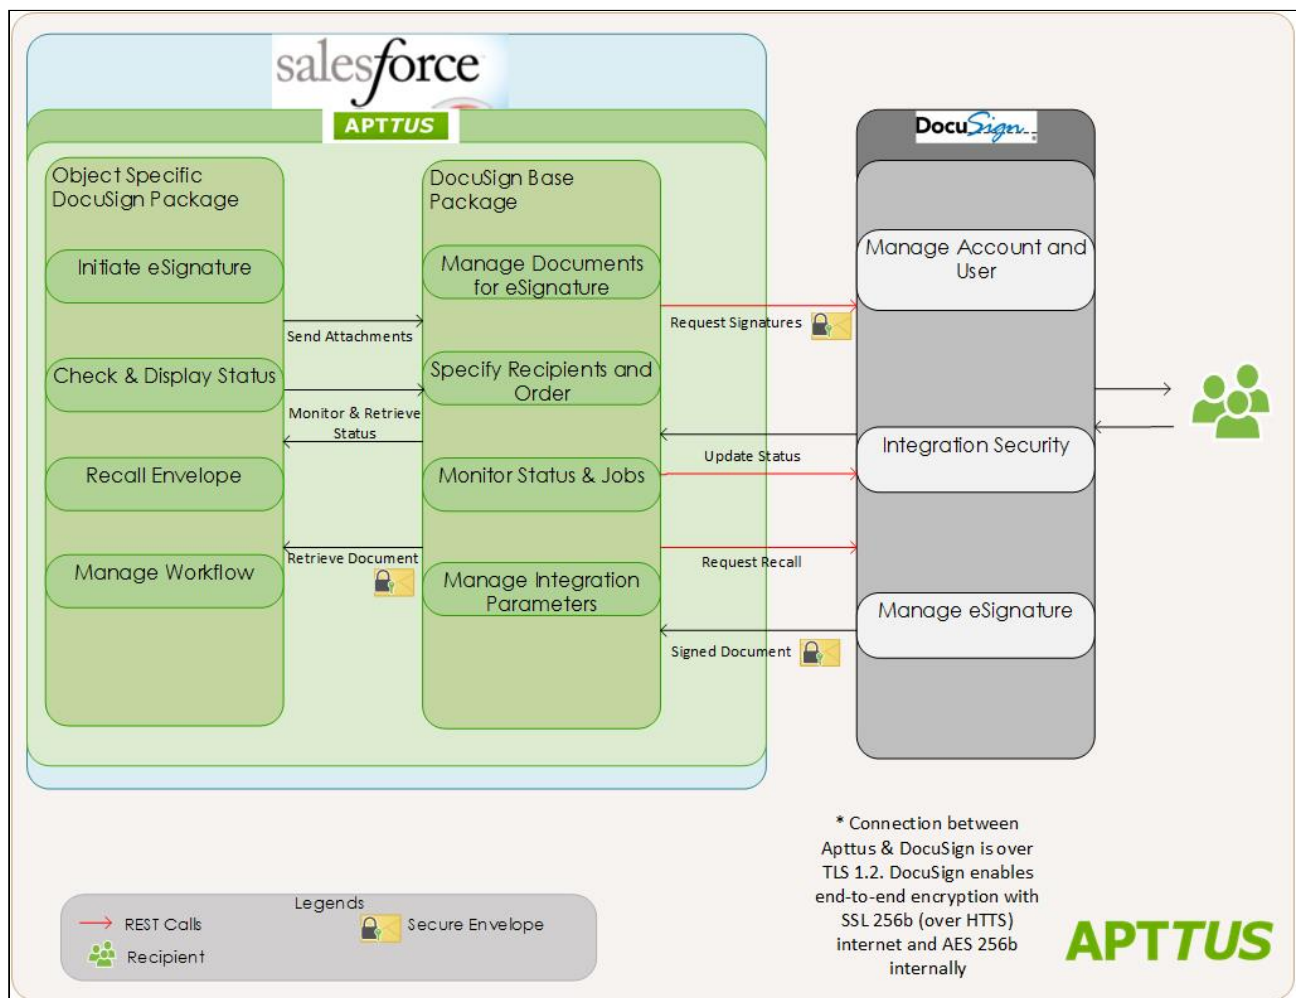 salesforce
APTTUS
DocuSign
Object Specific
DocuSign Package
Initiate eSignature
Check & Display Status
Recall Envelope
Manage Workflow
Send Attachments
Monitor & Retrieve
Status
Retrieve Document
DocuSign Base
Package
Manage Documents
for eSignature
Specify Recipients and
Order
Monitor Status & Jobs
Manage Integration
Parameters
Request Signatures
Update Status
Request Recall
Signed Document
Manage Account and
User
Integration Security
Manage eSignature
* Connection between
Apttus & DocuSign is over
TLS 1.2. DocuSign enables
end-to-end encryption with
SSL 256b (over HTTS)
internet and AES 256b
internally
Legends
REST Calls
Secure Envelope
Recipient
APTTUS